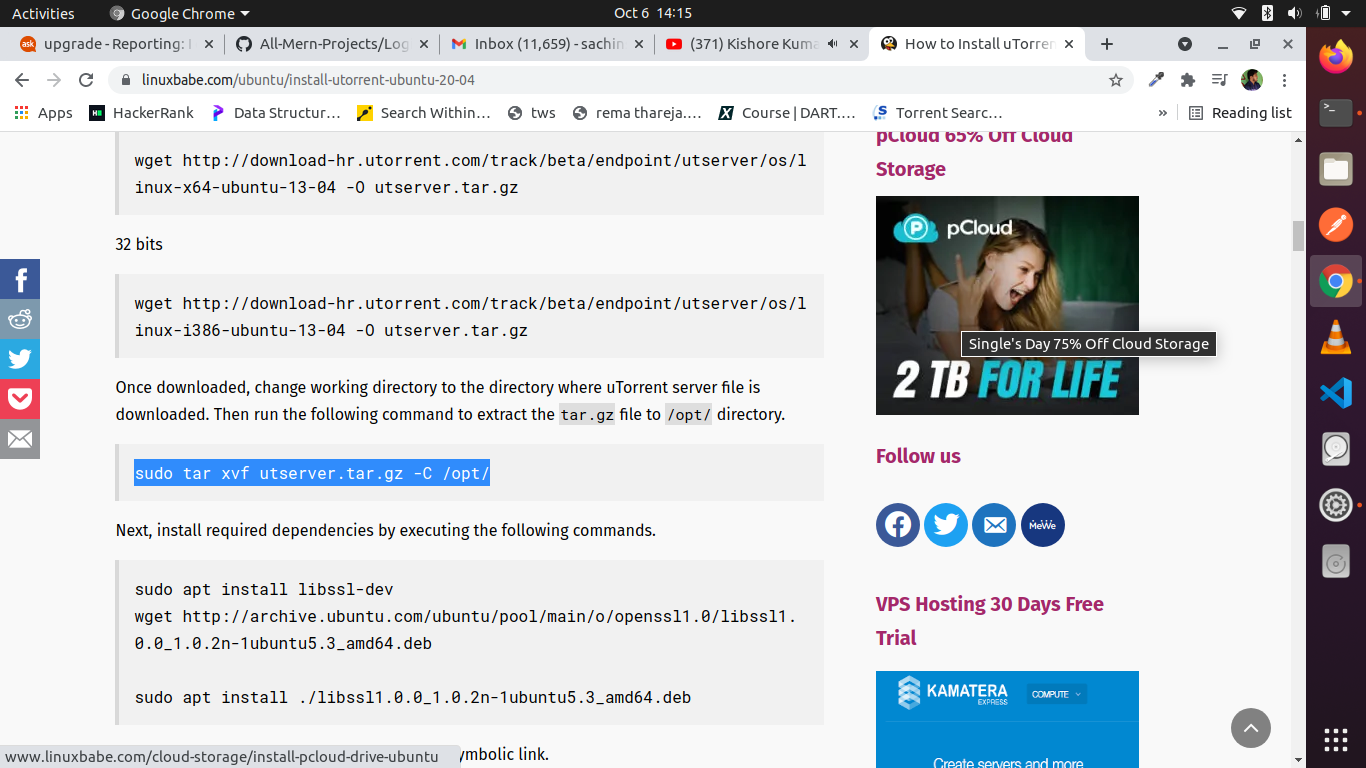 Activities
Google Chrome
Oct 6 14:15
upgrade - Reporting: I
All-Mern-Projects/Log
Inbox (11,659) - sachin
(371) Kishore Kuma
How to Install uTorren
linuxbabe.com/ubuntu/install-utorrent-ubuntu-20-04
Apps
HackerRank
Data Structur...
Search Within...
tws
rema thareja....
Course | DART....
Torrent Searc...
»
Reading list
wget http://download-hr.utorrent.com/track/beta/endpoint/utserver/os/l
inux-x64-ubuntu-13-04 -O utserver.tar.gz
32 bits
wget http://download-hr.utorrent.com/track/beta/endpoint/utserver/os/l
inux-i386-ubuntu-13-04 -O utserver.tar.gz
Once downloaded, change working directory to the directory where uTorrent server file is
downloaded. Then run the following command to extract the tar.gz file to /opt/ directory.
sudo tar xvf utserver.tar.gz -C /opt/
Next, install required dependencies by executing the following commands.
sudo apt install libssl-dev
wget http://archive.ubuntu.com/ubuntu/pool/main/o/openssl1.0/libssl1.
0.0_1.0.2n-1ubuntu5.3_amd64.deb
sudo apt install ./libssl1.0.0_1.0.2n-1ubuntu5.3_amd64.deb
ymbolic link.
www.linuxbabe.com/cloud-storage/install-pcloud-drive-ubuntu
pCloud 65% Off Cloud
Storage
pCloud
Single's Day 75% Off Cloud Storage
2 TB FOR LIFE
Follow us
MeWe
VPS Hosting 30 Days Free
Trial
KAMATERA
EXPRESS
COMPUTE
Create servers and more